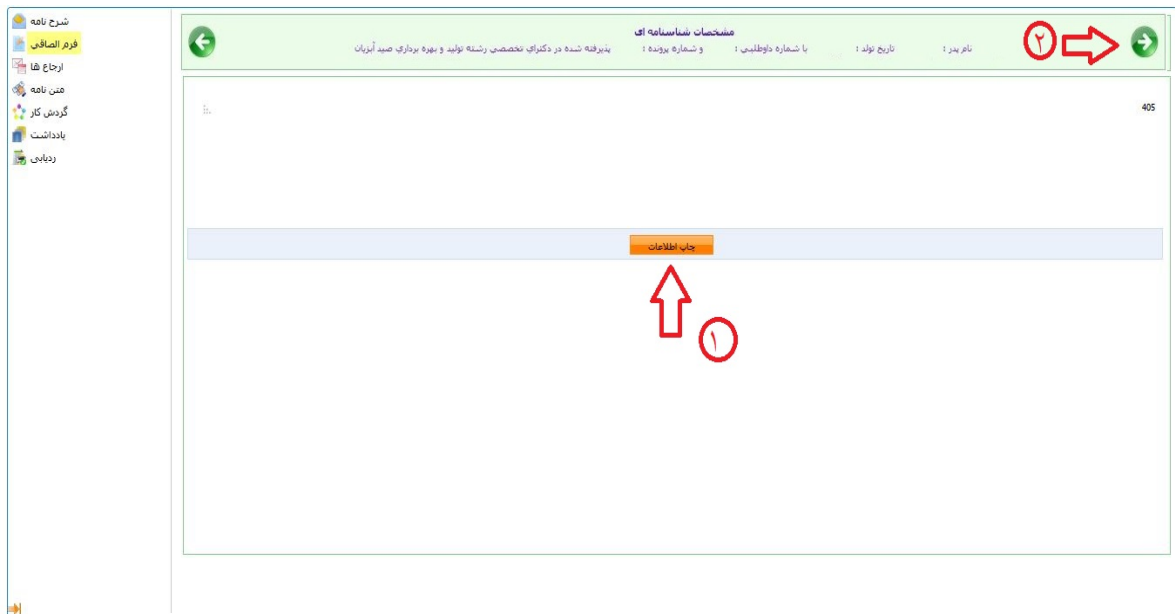 شرح نامه
فرم الصاقی
ارجاع ها
متن نامه
گردش کار
یادداشت
ردیابی
مشخصات شناسنامه ای
نام پدر : تاریخ تولد : با شماره داوطلبی : و شماره پرونده : پذیرفته شده در دکترای تخصصی رشته تولید و بهره برداری صید آبزیان
۲
405
چاپ اطلاعات
۱